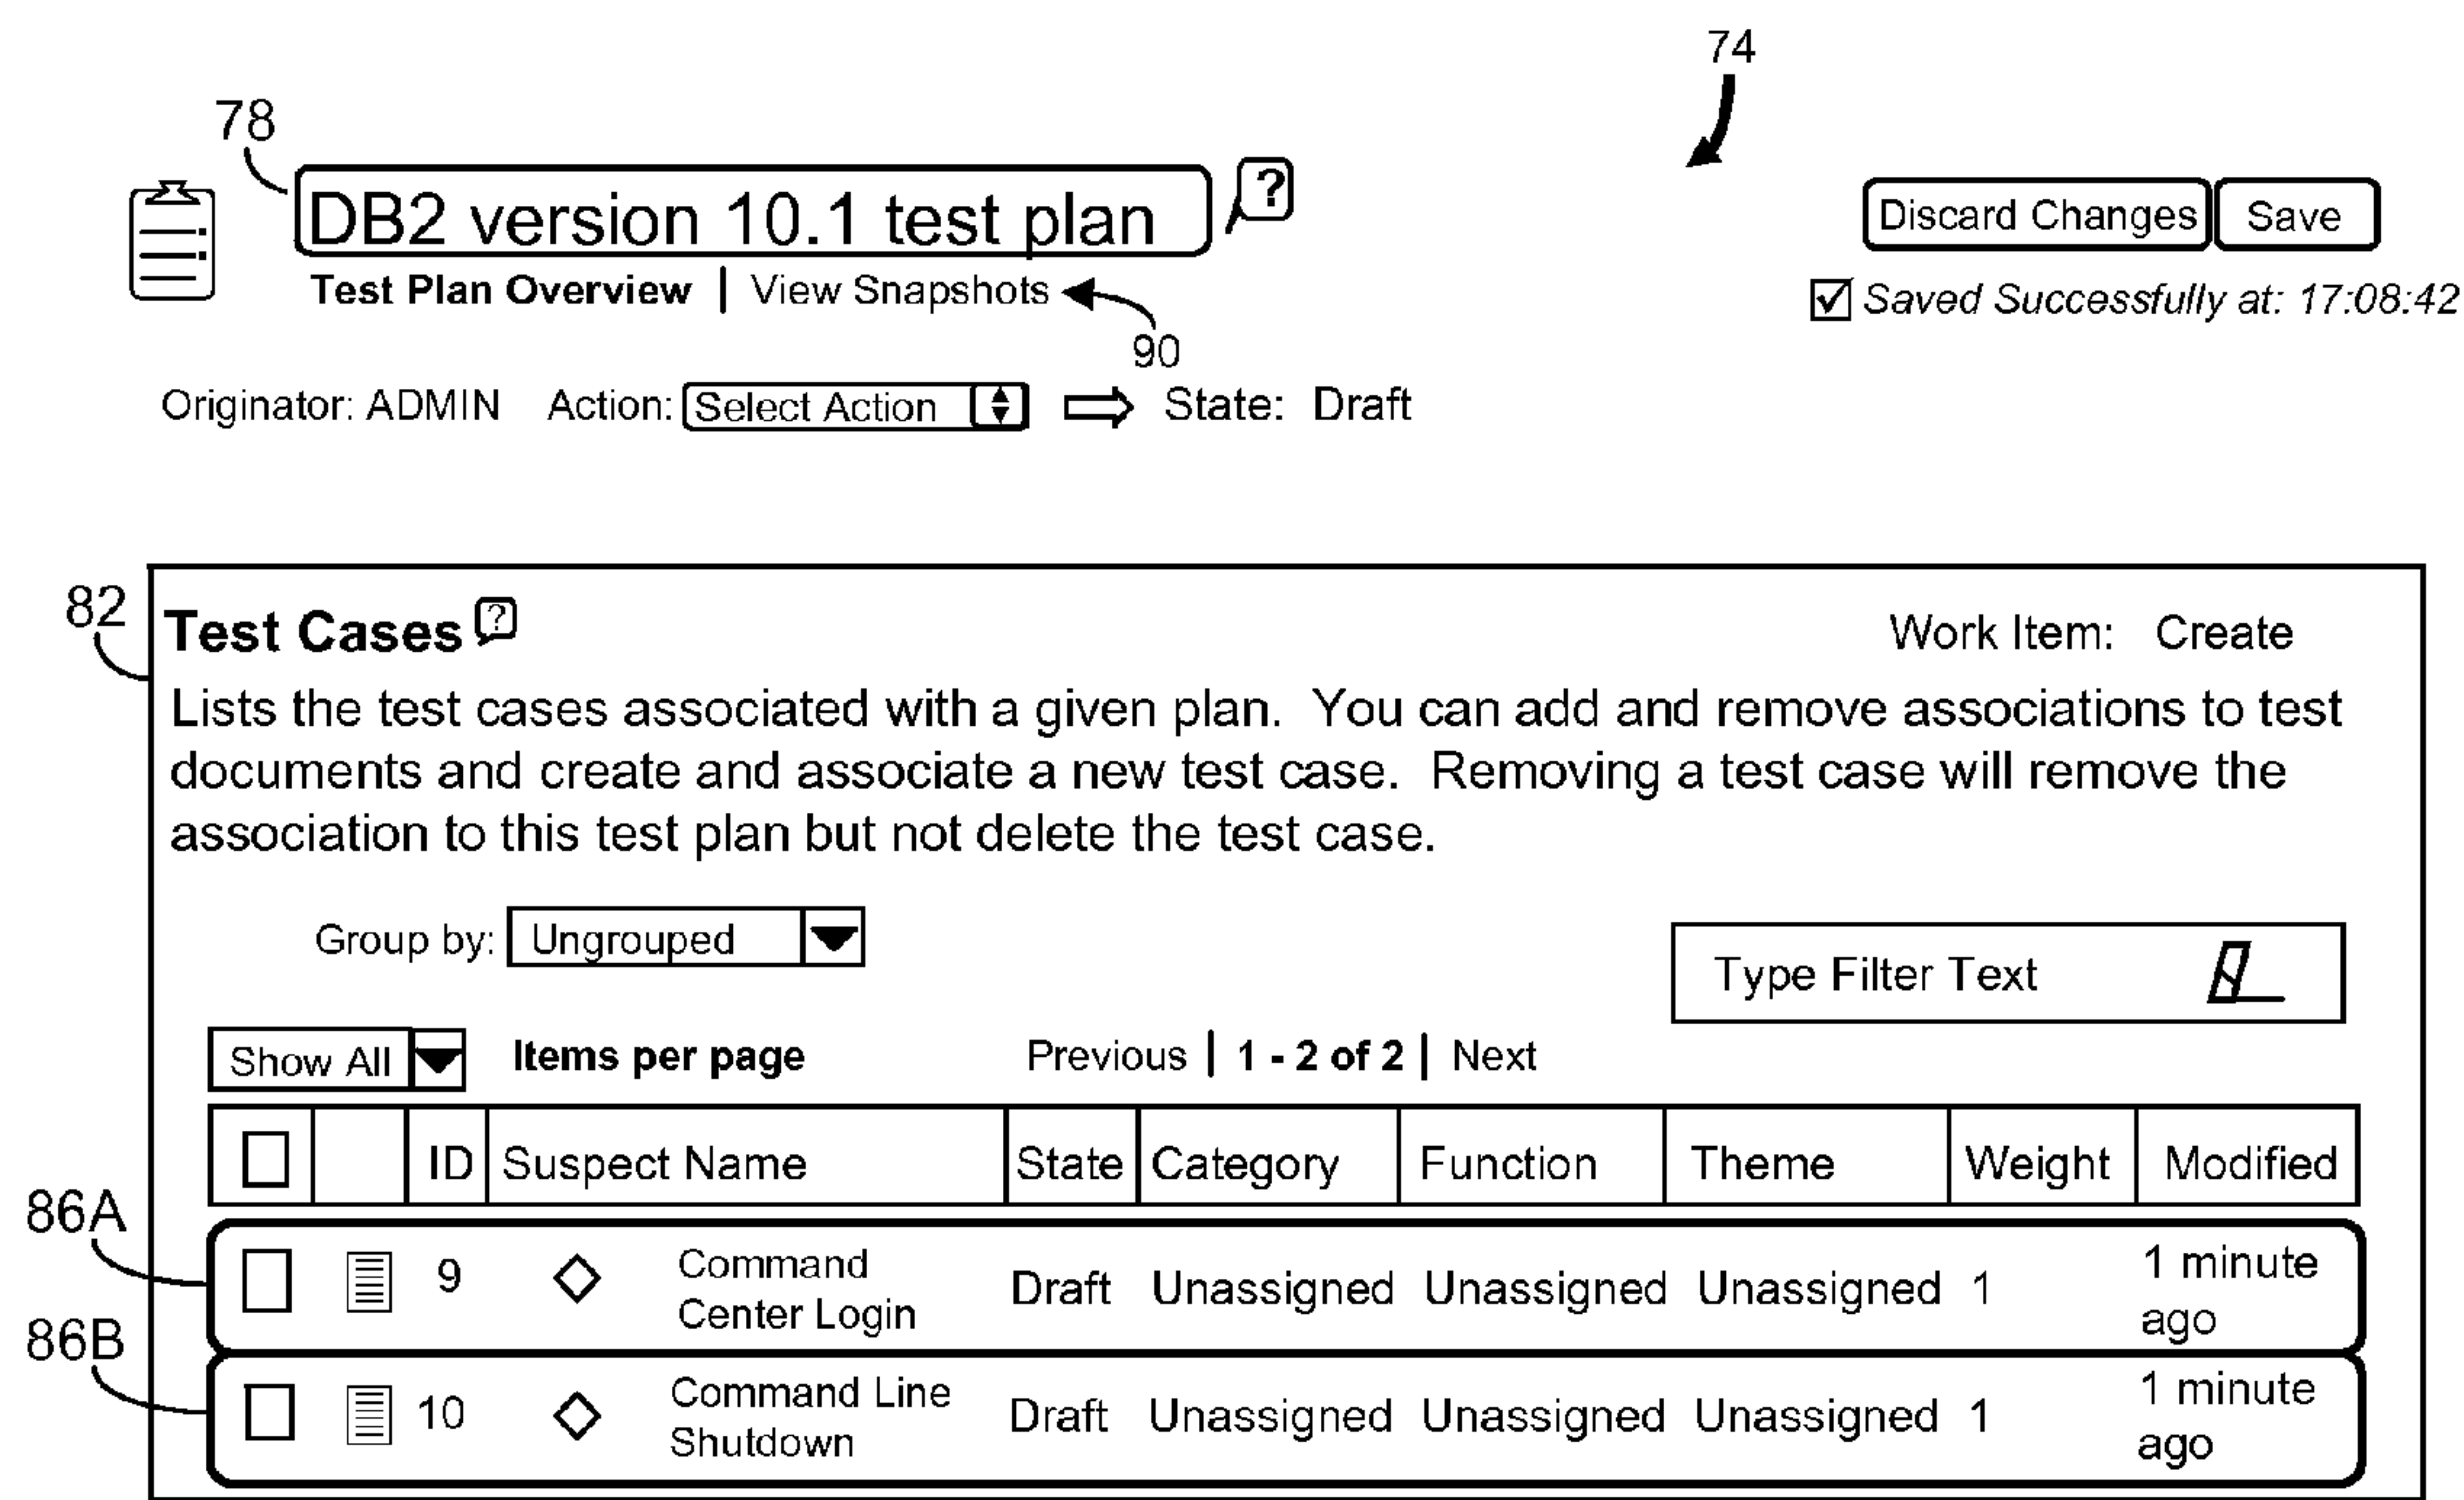 74
78
DB2 version 10.1 test plan ?
Discard Changes Save
Test Plan Overview | View Snapshots
Saved Successfully at: 17:08:42
90
Originator: ADMIN Action: Select Action State: Draft
82
Test Cases ? Work Item: Create
Lists the test cases associated with a given plan. You can add and remove associations to test
documents and create and associate a new test case. Removing a test case will remove the
association to this test plan but not delete the test case.
Group by: Ungrouped
Type Filter Text
Show All Items per page Previous | 1 - 2 of 2 | Next
ID Suspect Name State Category Function Theme Weight Modified
86A
9 Command Center Login Draft Unassigned Unassigned Unassigned 1 1 minute ago
86B
10 Command Line Shutdown Draft Unassigned Unassigned Unassigned 1 1 minute ago